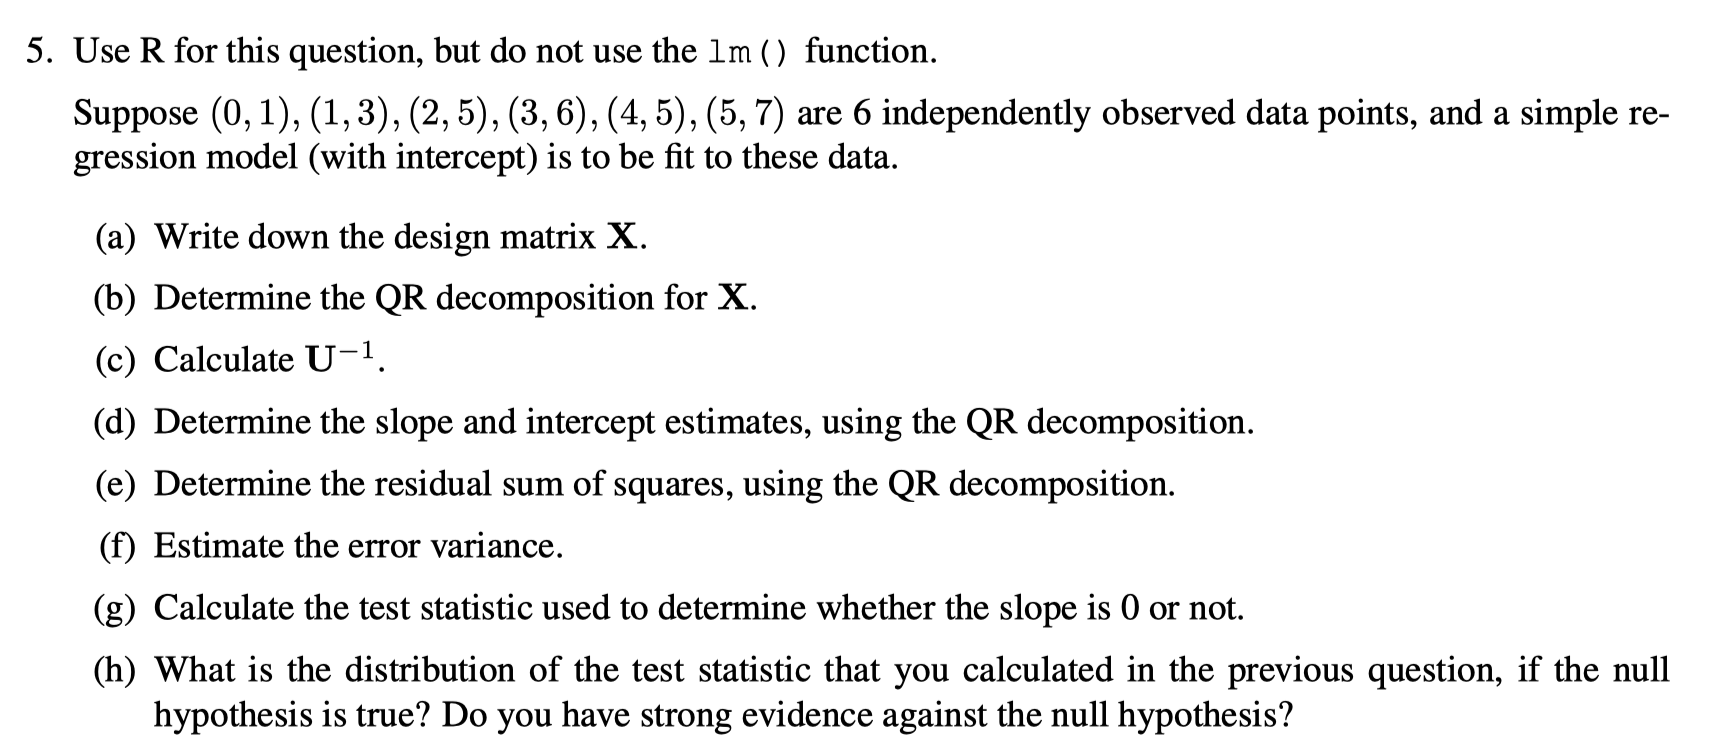 5. Use R for this question, but do not use the lm() function.
Suppose (0, 1), (1, 3), (2, 5), (3, 6), (4, 5), (5, 7) are 6 independently observed data points, and a simple re-
gression model (with intercept) is to be fit to these data.
(a) Write down the design matrix X.
(b) Determine the QR decomposition for X.
(c) Calculate U⁻¹.
(d) Determine the slope and intercept estimates, using the QR decomposition.
(e) Determine the residual sum of squares, using the QR decomposition.
(f) Estimate the error variance.
(g) Calculate the test statistic used to determine whether the slope is 0 or not.
(h) What is the distribution of the test statistic that you calculated in the previous question, if the null
hypothesis is true? Do you have strong evidence against the null hypothesis?